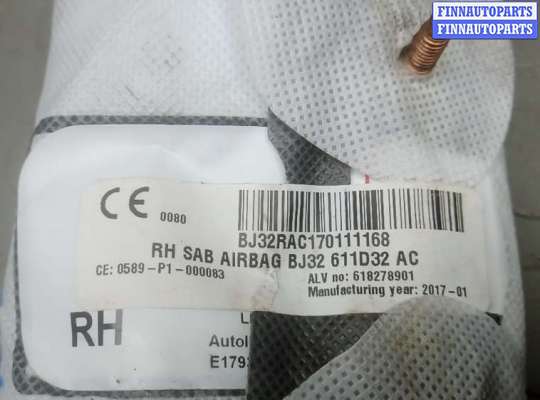 FINNAUTOPARTS
FINNAUTOPARTS
FINNAUTOPARTS
CE 0080
BJ32RAC170111168
RH SAB AIRBAG BJ32 611D32 AC
CE: 0589-P1-000083
ALV no: 618278901
Manufacturing year: 2017-01
RH